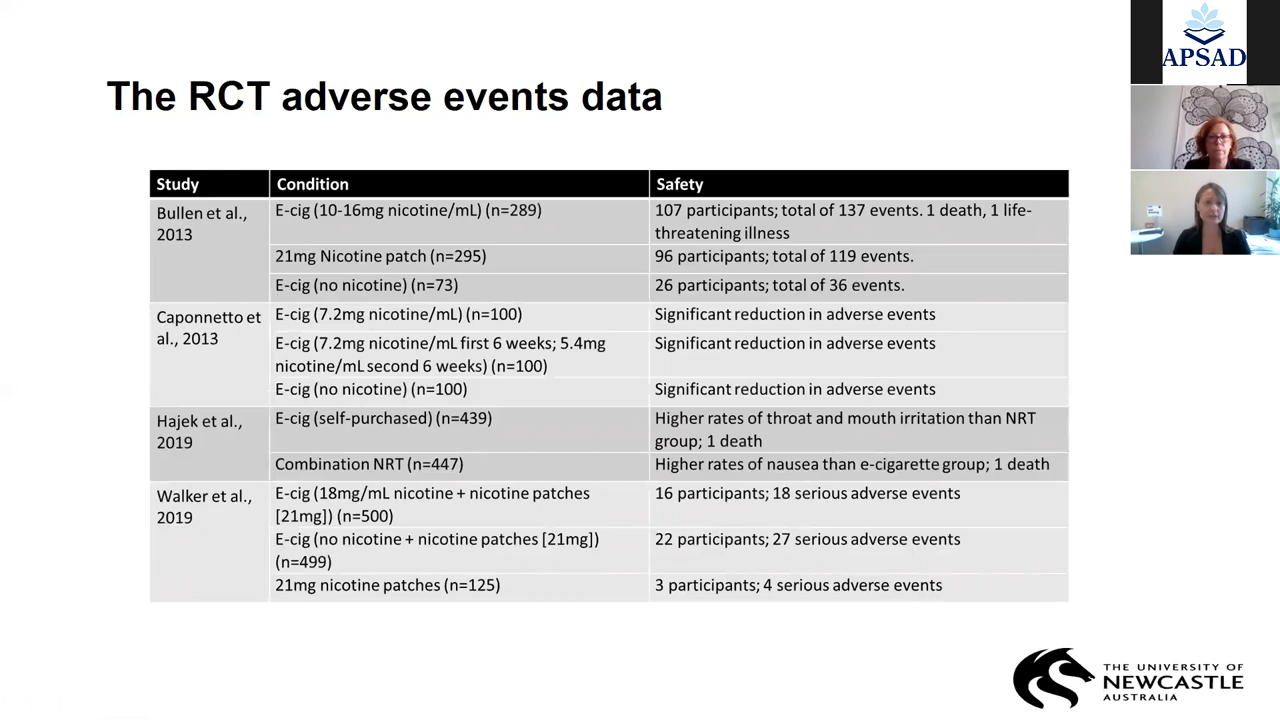 APSAD
The RCT adverse events data
Study Condition Safety
Bullen et al., 2013
E-cig (10-16mg nicotine/mL) (n=289)
107 participants; total of 137 events. 1 death, 1 life-
threatening illness
21mg Nicotine patch (n=295)
96 participants; total of 119 events.
E-cig (no nicotine) (n=73)
26 participants; total of 36 events.
Caponnetto et
al., 2013
E-cig (7.2mg nicotine/mL) (n=100)
Significant reduction in adverse events
E-cig (7.2mg nicotine/mL first 6 weeks; 5.4mg
nicotine/mL second 6 weeks) (n=100)
Significant reduction in adverse events
E-cig (no nicotine) (n=100)
Significant reduction in adverse events
Hajek et al.,
2019
E-cig (self-purchased) (n=439)
Higher rates of throat and mouth irritation than NRT
group; 1 death
Combination NRT (n=447)
Higher rates of nausea than e-cigarette group; 1 death
Walker et al.,
2019
E-cig (18mg/mL nicotine + nicotine patches
[21mg]) (n=500)
16 participants; 18 serious adverse events
E-cig (no nicotine + nicotine patches [21mg])
(n=499)
22 participants; 27 serious adverse events
21mg nicotine patches (n=125)
3 participants; 4 serious adverse events
THE UNIVERSITY OF
NEWCASTLE
AUSTRALIA